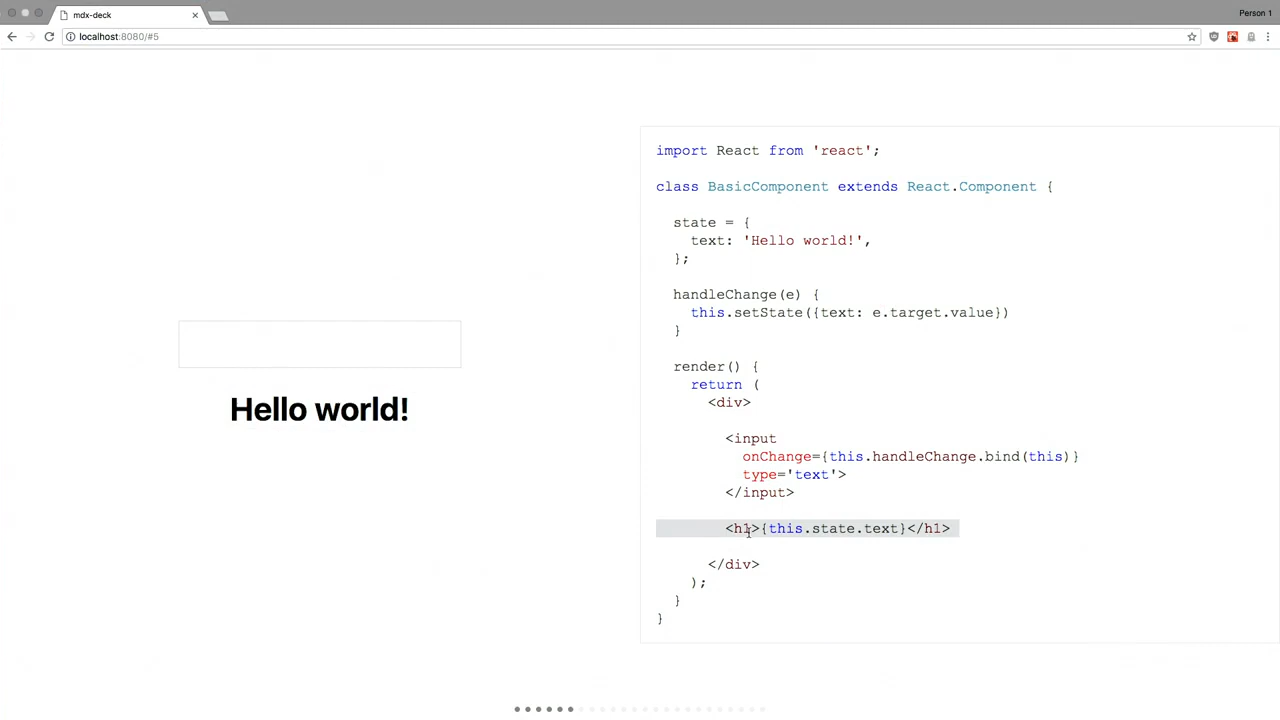 mdx-deck
Person 1
localhost:8080/#5
Hello world!
import React from 'react';
class BasicComponent extends React.Component {
state = {
text: 'Hello world!',
};
handleChange(e) {
this.setState({text: e.target.value})
}
render() {
return (
<div>
<input
onChange={this.handleChange.bind(this)}
type='text'>
</input>
<h1>{this.state.text}</h1>
</div>
);
}
}